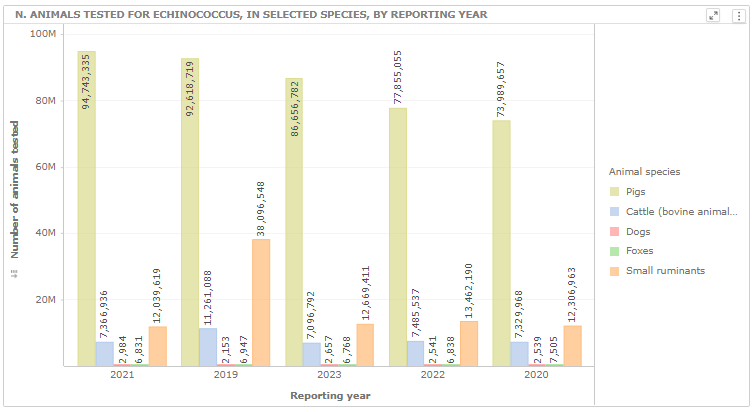 N. ANIMALS TESTED FOR ECHINOCOCCUS, IN SELECTED SPECIES, BY REPORTING YEAR
100M
80M
60M
40M
20M
Number of animals tested
94,743,335
7,366,936
2,984
6,831
12,039,619
92,618,719
11,261,088
2,153
6,947
38,096,548
86,656,782
7,096,792
2,657
6,768
12,669,411
77,855,055
7,485,537
2,541
6,838
13,462,190
73,989,657
7,329,968
2,539
7,505
12,306,963
2021
2019
2023
2022
2020
Reporting year
Animal species
Pigs
Cattle (bovine animal...
Dogs
Foxes
Small ruminants